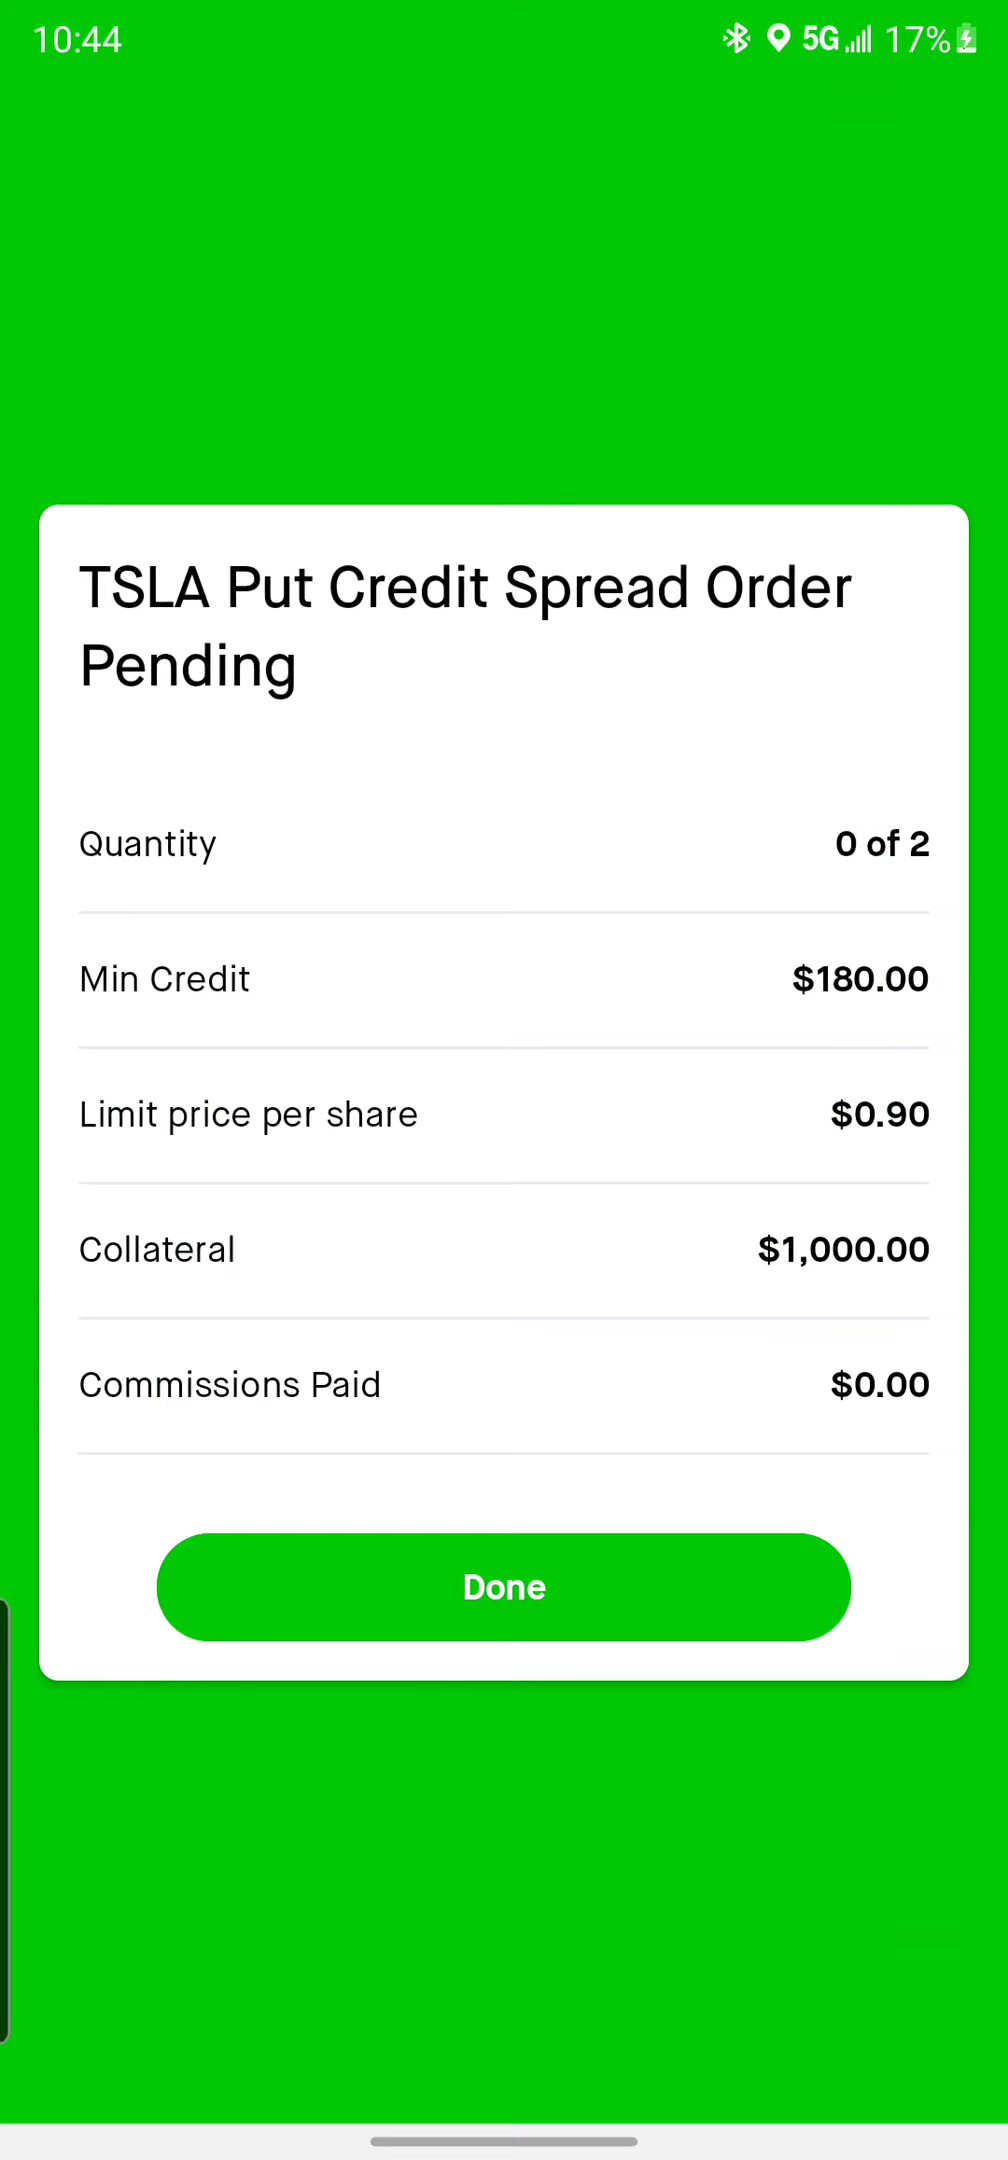 10:44
5G 17%
TSLA Put Credit Spread Order
Pending
Quantity 0 of 2
Min Credit $180.00
Limit price per share $0.90
Collateral $1,000.00
Commissions Paid $0.00
Done